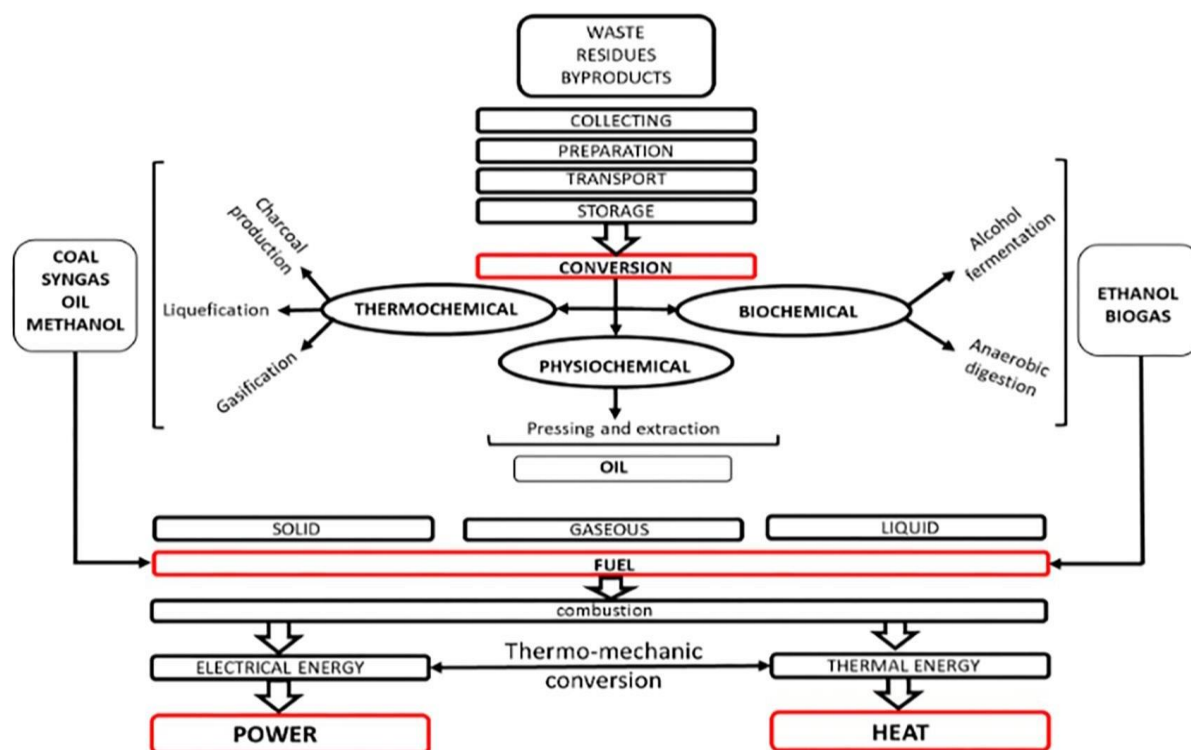 WASTE
RESIDUES
BYPRODUCTS
COLLECTING
PREPARATION
TRANSPORT
STORAGE
CONVERSION
COAL
SYNGAS
OIL
METHANOL
Charcoal
production
Liquefication
Gasification
THERMOCHEMICAL
PHYSIOCHEMICAL
BIOCHEMICAL
Alcohol
fermentation
Anaerobic
digestion
ETHANOL
BIOGAS
Pressing and extraction
OIL
SOLID
GASEOUS
LIQUID
FUEL
combustion
ELECTRICAL ENERGY
Thermo-mechanic
conversion
THERMAL ENERGY
POWER
HEAT